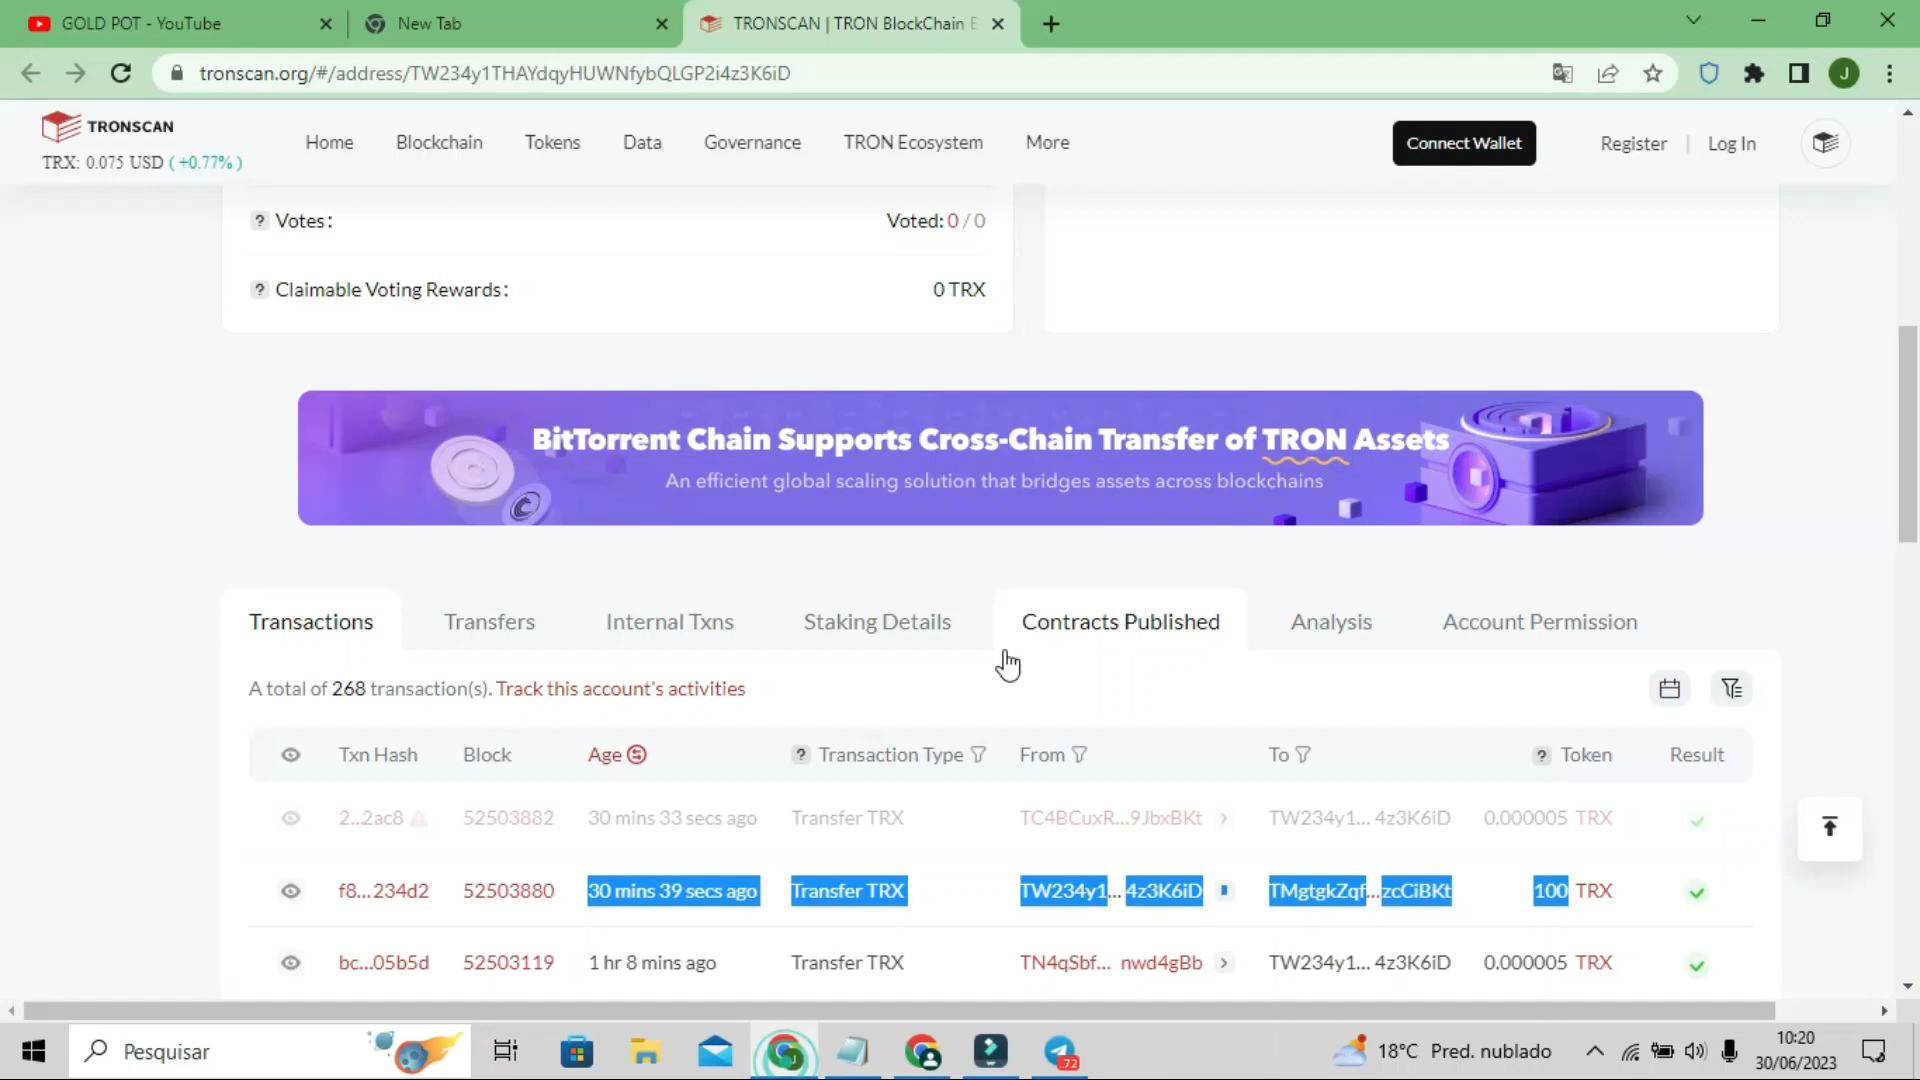 GOLD POT - YouTube
New Tab
TRONSCAN | TRON BlockChain E
tronscan.org/#/address/TW234y1THAYdqyHUWNfybQLGP2i4z3K6iD
J
TRONSCAN
TRX: 0.075 USD ( +0.77% )
Home
Blockchain
Tokens
Data
Governance
TRON Ecosystem
More
Connect Wallet
Register | Log In
? Votes: Voted: 0 / 0
? Claimable Voting Rewards: 0 TRX
BitTorrent Chain Supports Cross-Chain Transfer of TRON Assets
An efficient global scaling solution that bridges assets across blockchains
Transactions
Transfers
Internal Txns
Staking Details
Contracts Published
Analysis
Account Permission
A total of 268 transaction(s). Track this account's activities
Txn Hash Block Age ? Transaction Type From To ? Token Result
2...2ac8 52503882 30 mins 33 secs ago Transfer TRX TC4BCuxR...9JbxBKt TW234y1... 4z3K6iD 0.000005 TRX
f8...234d2 52503880 30 mins 39 secs ago Transfer TRX TW234y1... 4z3K6iD TMgtgkZqf...zcCiBKt 100 TRX
bc...05b5d 52503119 1 hr 8 mins ago Transfer TRX TN4qSbf... nwd4gBb TW234y1... 4z3K6iD 0.000005 TRX
Pesquisar
72
18°C Pred. nublado
10:20
30/06/2023